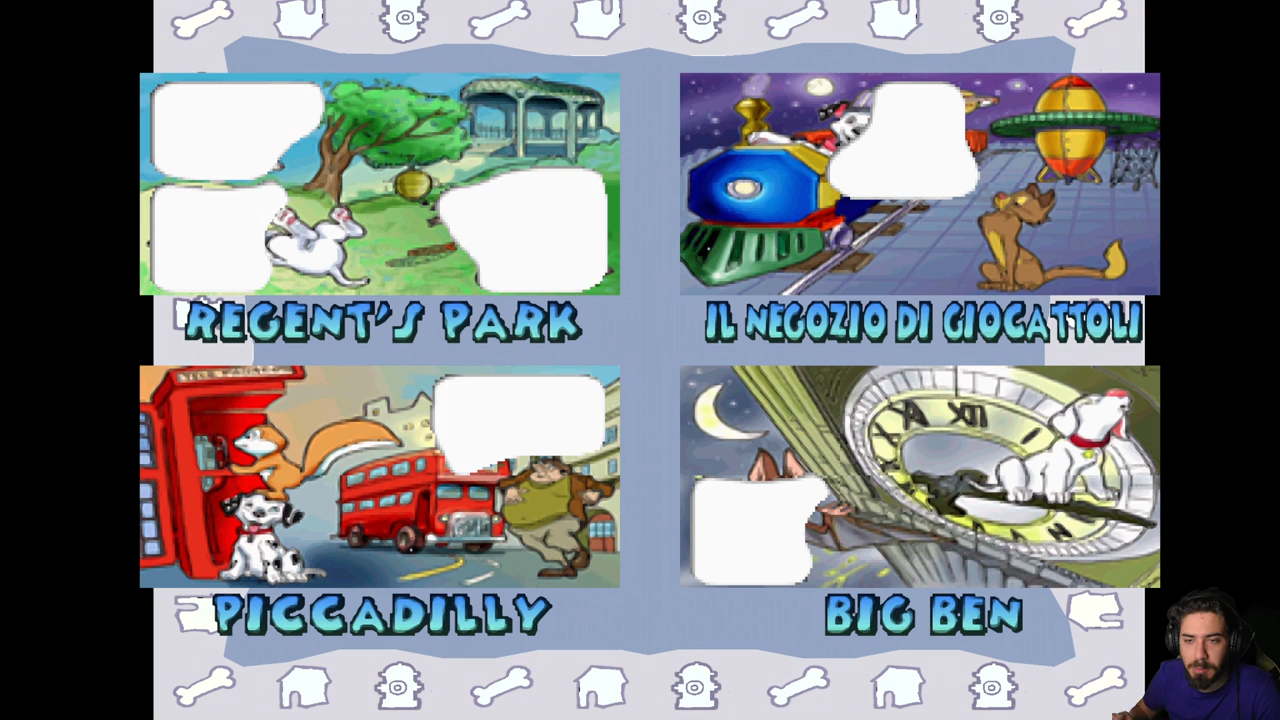 REGENT'S PARK
IL NEGOZIO DI GIOCATTOLI
PICCADILLY
BIG BEN